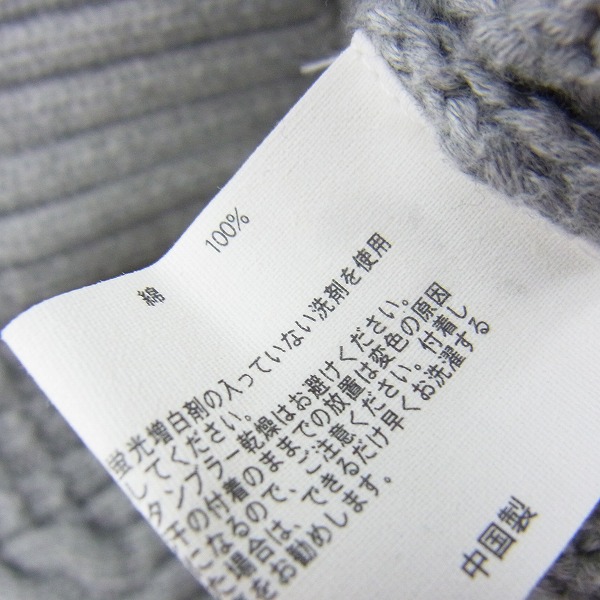 綿 100%
蛍光増白剤の入っていない洗剤を使用
してください。
タンブラー乾燥はお避けください。
の付着のままでの放置は変色の原因
になるので、ご注意ください。付着し
た場合は、できるだけ早くお洗濯する
をお勧めします。
中国製